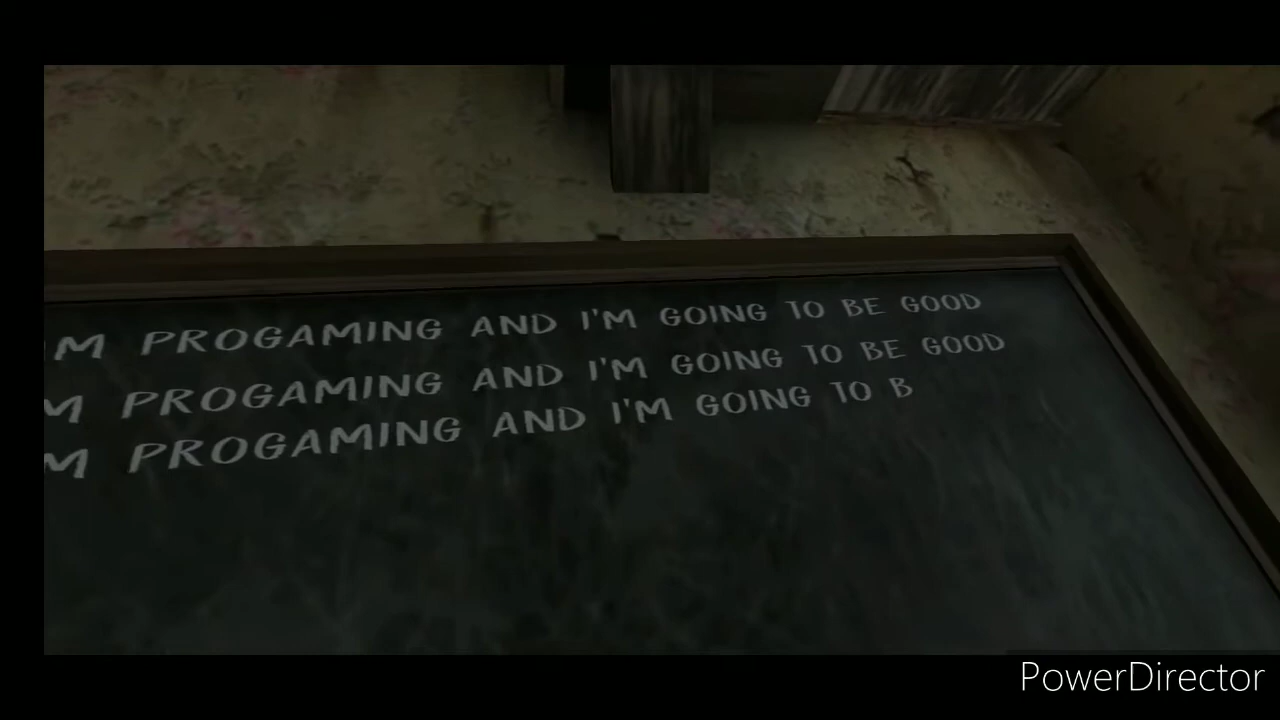 I'M PROGAMING AND I'M GOING TO BE GOOD
M PROGAMING AND I'M GOING TO BE GOOD
M PROGAMING AND I'M GOING TO B
PowerDirector